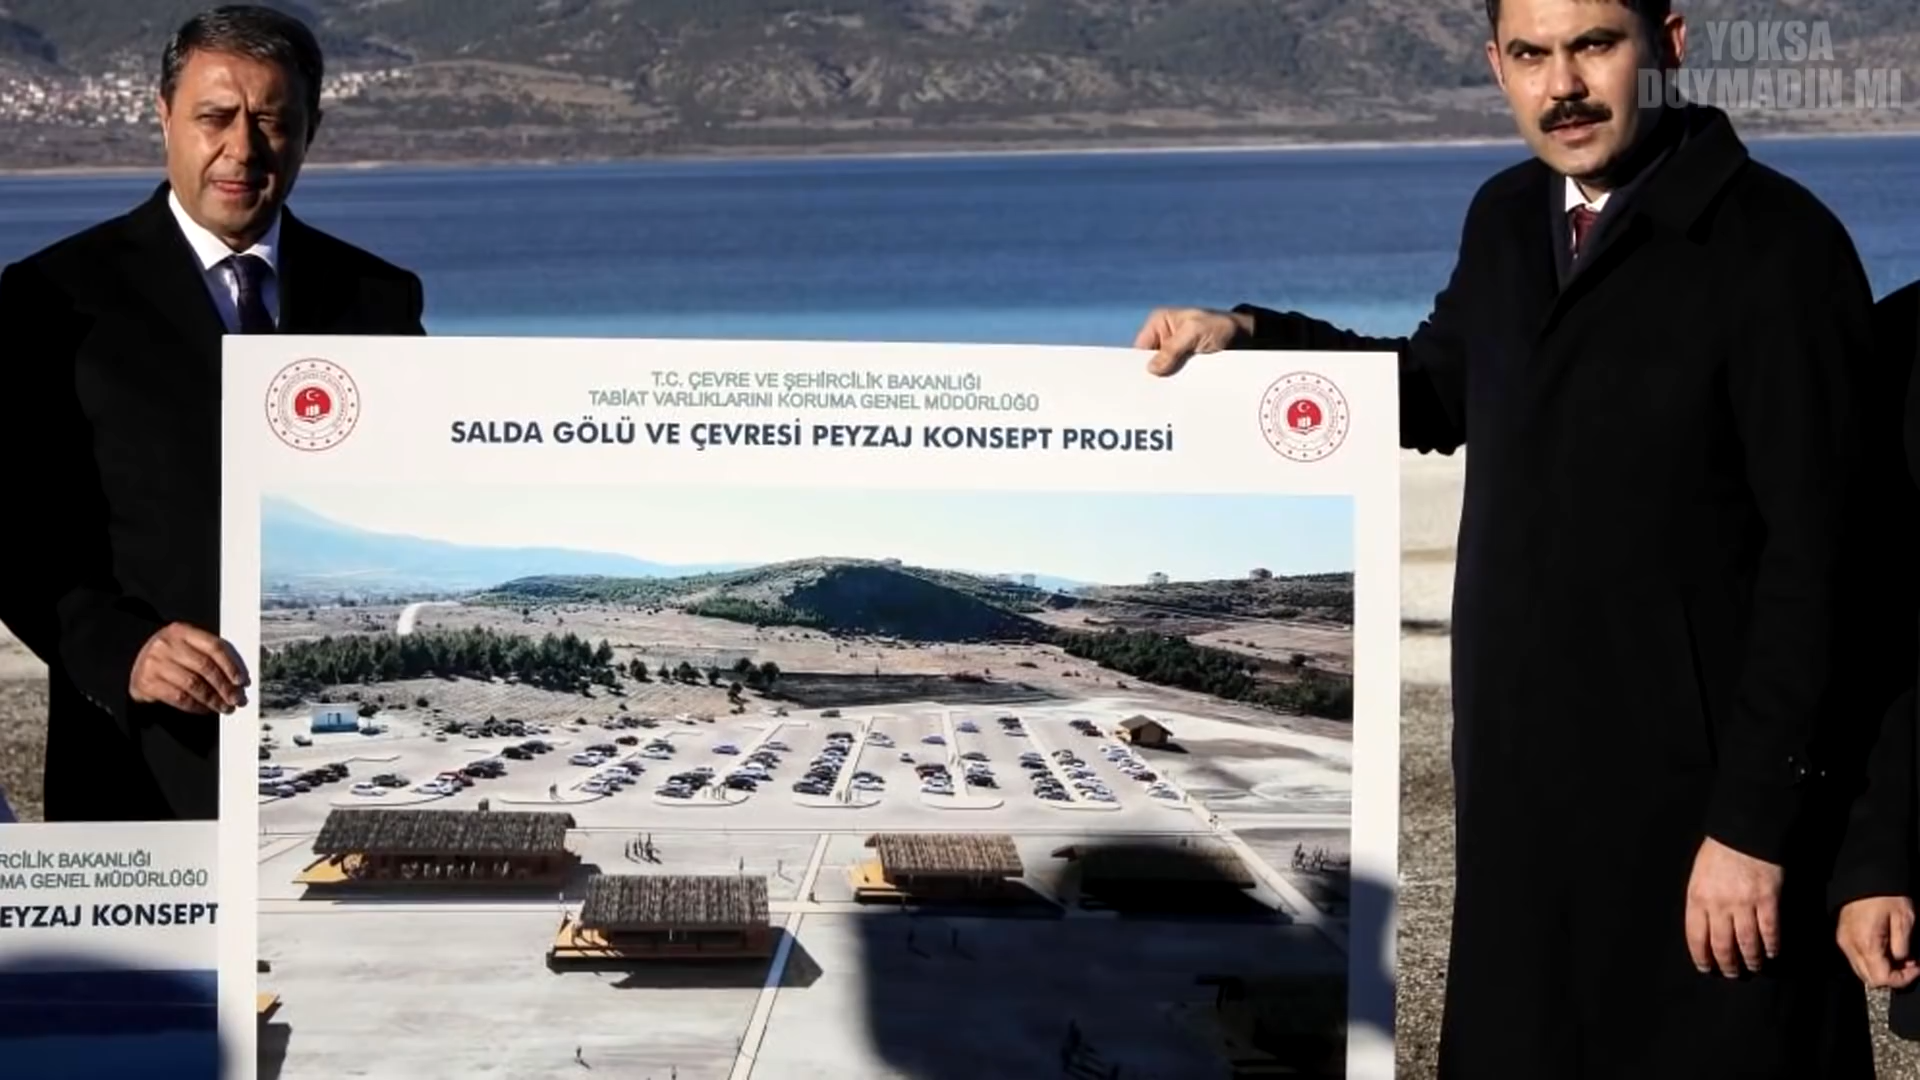 YOKSA
DUYMADIN MI
T.C. ÇEVRE VE ŞEHİRCİLİK BAKANLIĞI
TABİAT VARLIKLARINI KORUMA GENEL MÜDÜRLÜĞÜ
SALDA GÖLÜ VE ÇEVRESİ PEYZAJ KONSEPT PROJESİ
RCİLİK BAKANLIĞI
MA GENEL MÜDÜRLÜĞÜ
EYZAJ KONSEPT